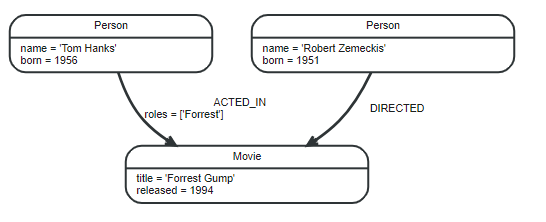 Person
name = 'Tom Hanks'
born = 1956
Person
name = 'Robert Zemeckis'
born = 1951
ACTED_IN
roles = ['Forrest']
DIRECTED
Movie
title = 'Forrest Gump'
released = 1994